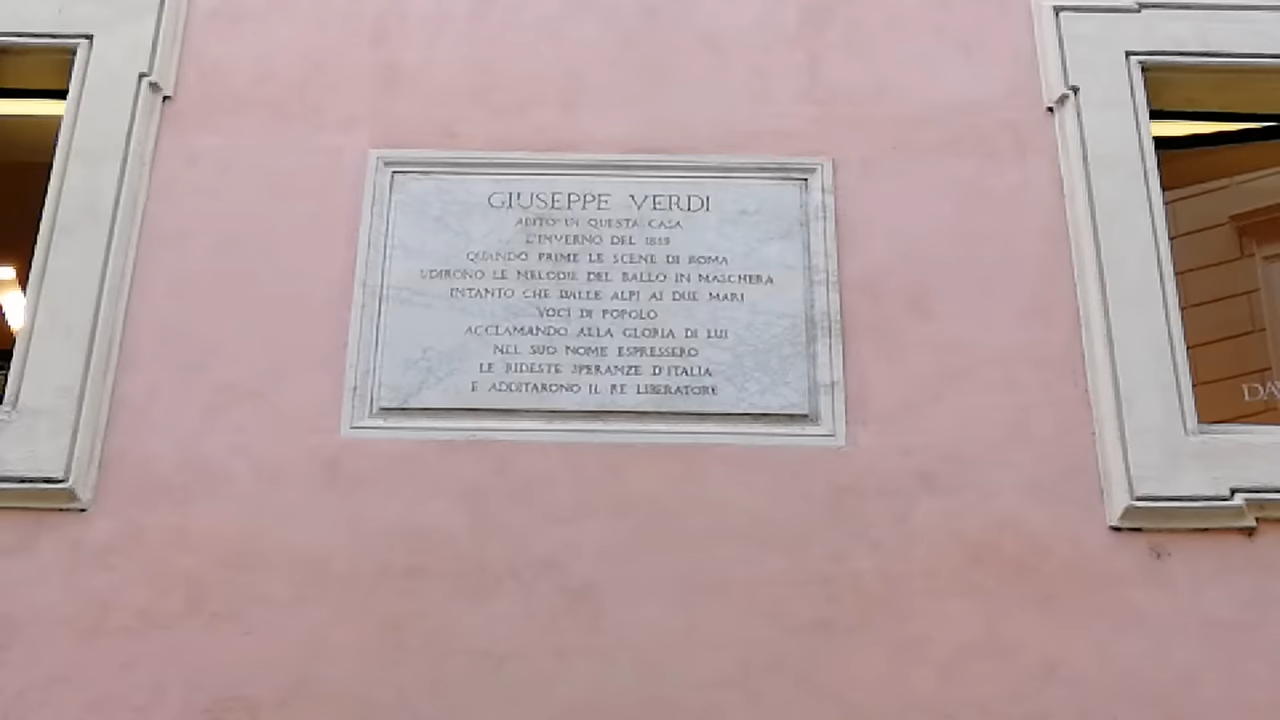 GIUSEPPE VERDI
ABITO' IN QUESTA CASA
L'INVERNO DEL 1859
QUANDO PRIME LE SCENE DI ROMA
UDIRONO LE MELODIE DEL BALLO IN MASCHERA
INTANTO CHE DALLE ALPI AI DUE MARI
VOCI DI POPOLO
ACCLAMANDO ALLA GLORIA DI LUI
NEL SUO NOME ESPRESSERO
LE RIDESTE SPERANZE D'ITALIA
E ADDITARONO IL RE LIBERATORE
DA